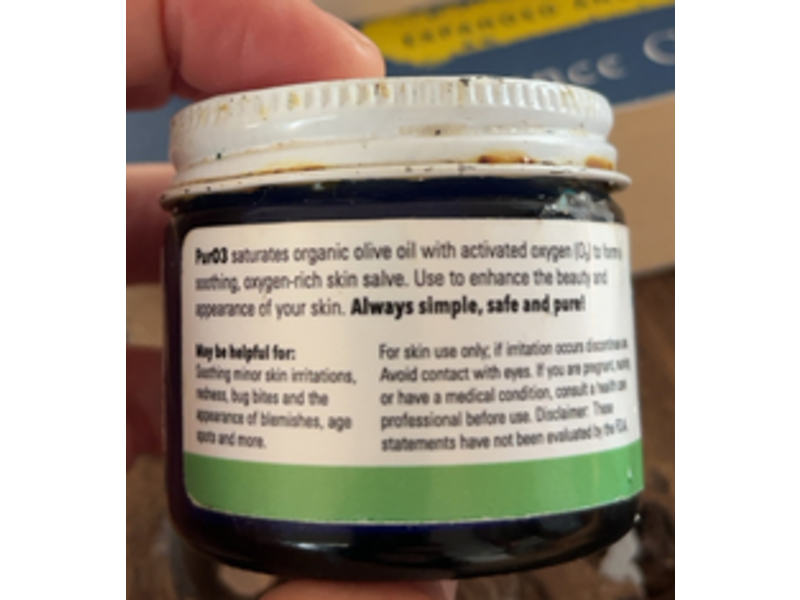 EXPANDED AND
nce C
PurO3 saturates organic olive oil with activated oxygen (O₃) to form a
soothing, oxygen-rich skin salve. Use to enhance the beauty and
appearance of your skin. Always simple, safe and pure!
May be helpful for:
Soothing minor skin irritations,
redness, bug bites and the
appearance of blemishes, age
spots and more.
For skin use only; if irritation occurs discontinue
Avoid contact with eyes. If you are pregnant, nursing
or have a medical condition, consult a health care
professional before use. Disclaimer: These
statements have not been evaluated by the FDA.